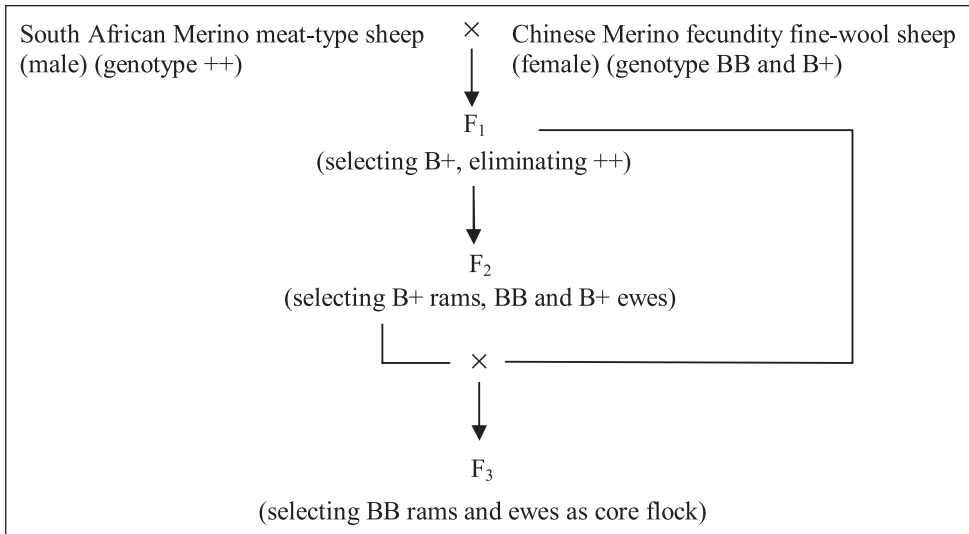 South African Merino meat-type sheep
(male) (genotype ++)
×
Chinese Merino fecundity fine-wool sheep
(female) (genotype BB and B+)
F₁
(selecting B+, eliminating ++)
F₂
(selecting B+ rams, BB and B+ ewes)
×
F₃
(selecting BB rams and ewes as core flock)